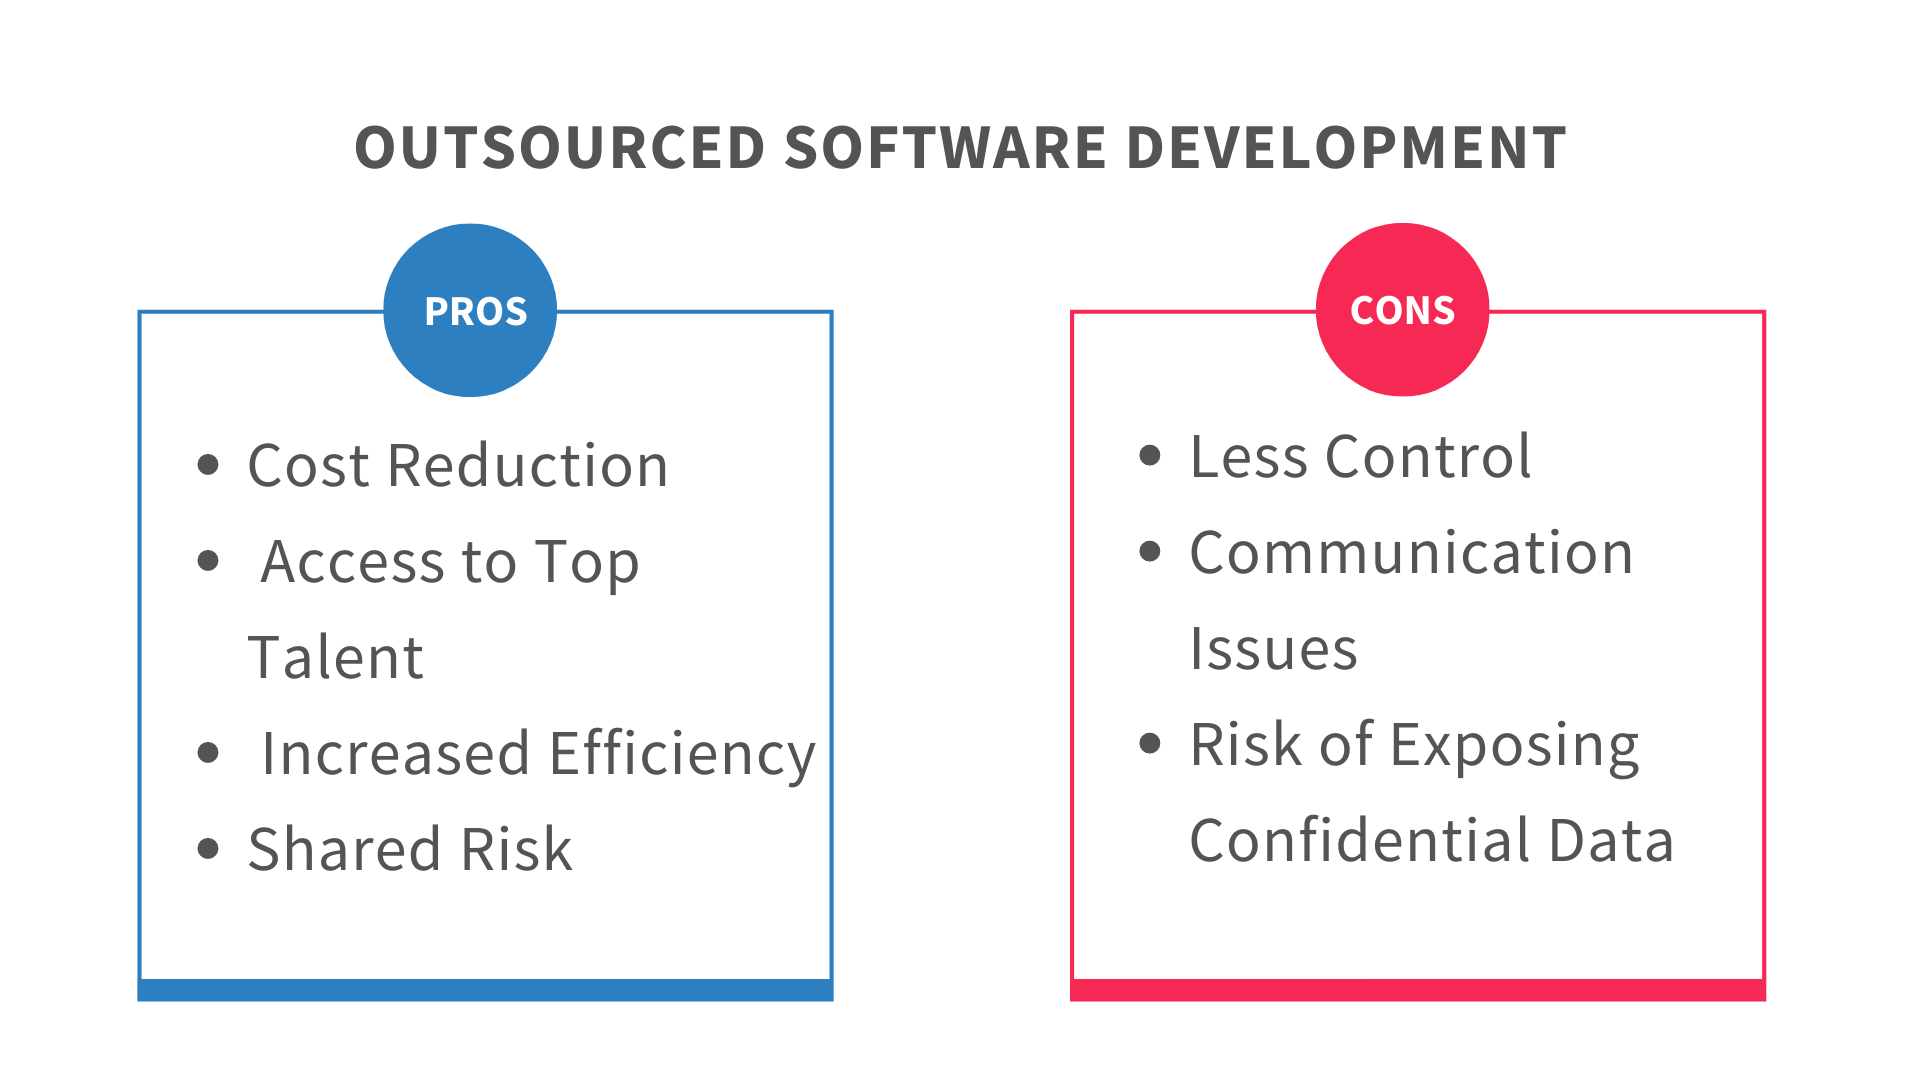 OUTSOURCED SOFTWARE DEVELOPMENT
PROS
• Cost Reduction
• Access to Top
Talent
• Increased Efficiency
• Shared Risk
CONS
• Less Control
• Communication
Issues
• Risk of Exposing
Confidential Data